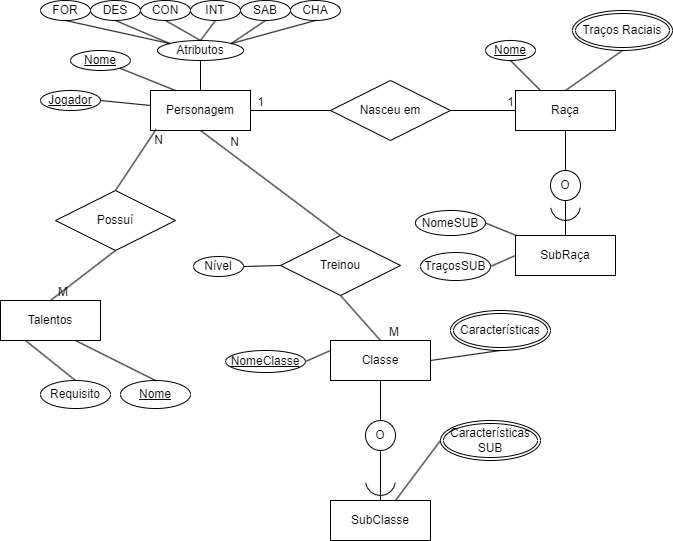 FOR DES CON INT SAB CHA
Atributos
Nome
Jogador
Personagem
1
Nasceu em
1
Nome
Traços Raciais
Raça
N
N
Possuí
O
NomeSUB
TraçosSUB
SubRaça
Nível
Treinou
M
Talentos
M
Características
NomeClasse
Classe
Requisito
Nome
O
Características
SUB
SubClasse